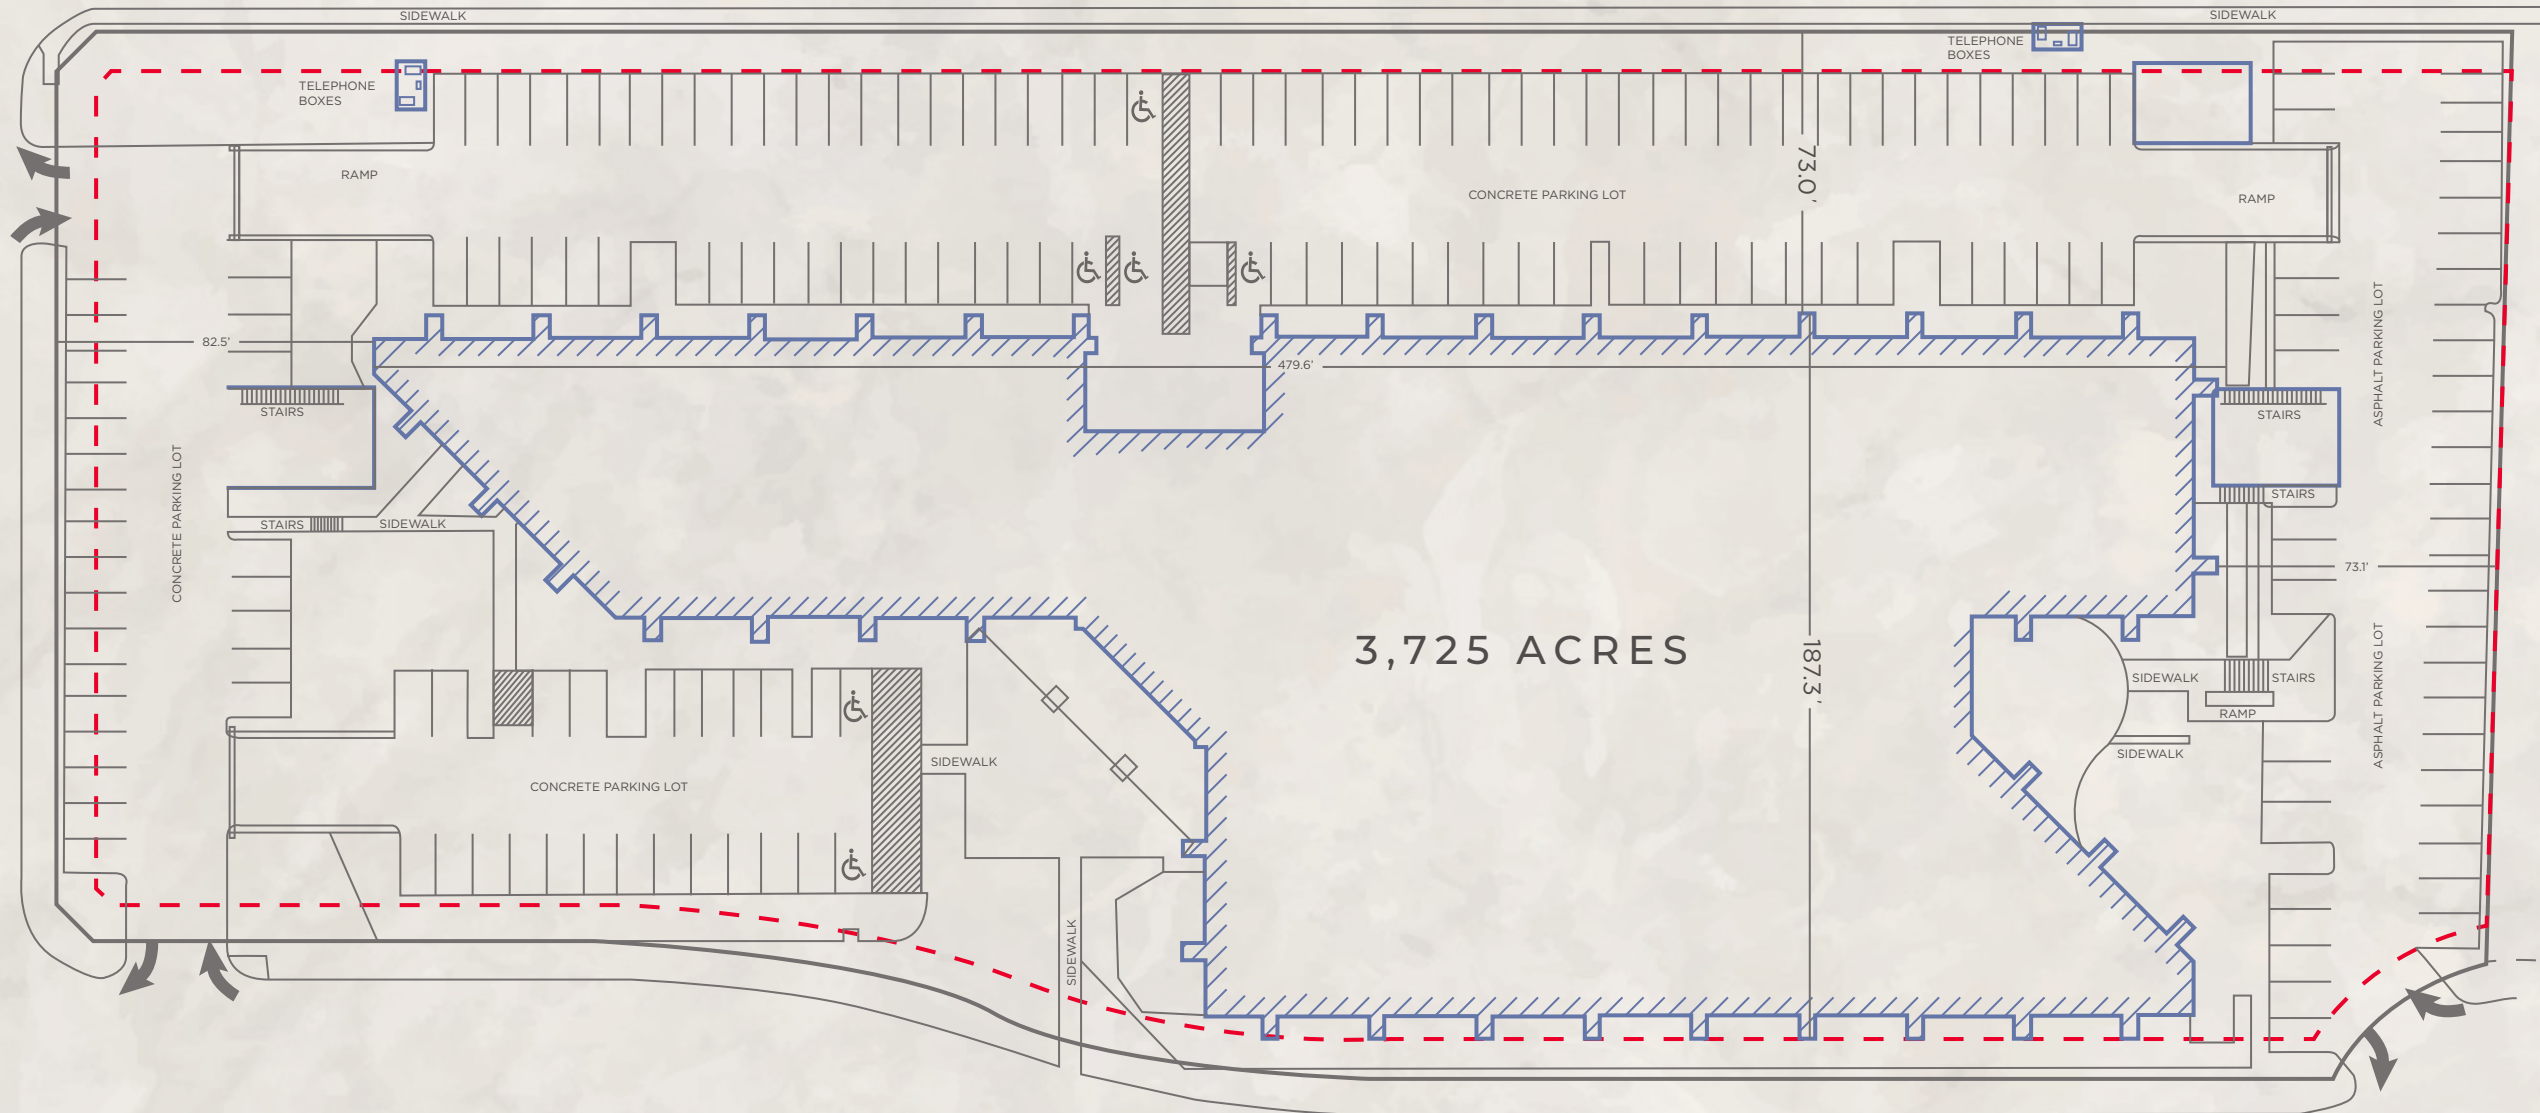 SIDEWALK
SIDEWALK
TELEPHONE
BOXES
TELEPHONE
BOXES
RAMP
73.0'
CONCRETE PARKING LOT
RAMP
82.5'
479.6'
ASPHALT PARKING LOT
STAIRS
STAIRS
CONCRETE PARKING LOT
STAIRS
SIDEWALK
STAIRS
73.1'
3,725 ACRES
187.3'
ASPHALT PARKING LOT
SIDEWALK
STAIRS
RAMP
SIDEWALK
SIDEWALK
CONCRETE PARKING LOT
SIDEWALK